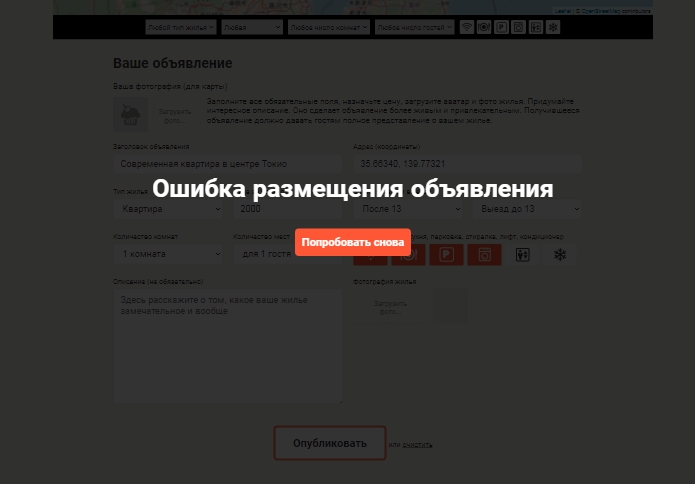 Leaflet | © OpenStreetMap contributors
Любой тип жилья Любая Любое число комнат Любое число гостей
Ваше объявление
Ваша фотография (для карты)
Загрузить фото...
Заполните все обязательные поля, назначьте цену, загрузите аватар и фото жилья. Придумайте
интересное описание. Оно сделает объявление более живым и привлекательным. Получившееся
объявление должно давать гостям полное представление о вашем жилье.
Заголовок объявления Адрес (координаты)
Современная квартира в центре Токио
Ошибка размещения объявления
Тип жилья
Квартира 2000 После 13 Выезд до 13
Количество комнат Количество мест парковка, стиралка, лифт, кондиционер
Попробовать снова
1 комната для 1 гостя
Описание (не обязательно) Фотография жилья
Здесь расскажите о том, какое ваше жилье
замечательное и вообще
Загрузить
фото...
Опубликовать или очистить